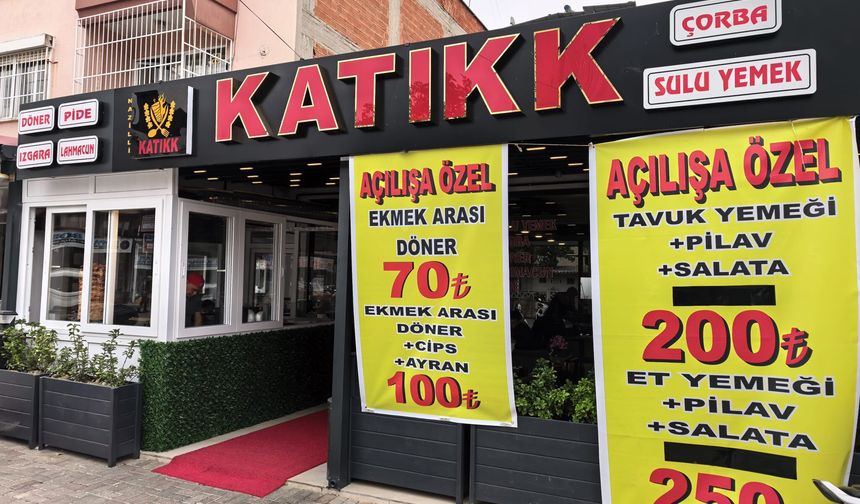 DÖNER
PİDE
IZGARA
LAHMACUN
NAZİLLİ
KATIKK
KATIKK
ÇORBA
SULU YEMEK
AÇILIŞA ÖZEL
EKMEK ARASI
DÖNER
70₺
EKMEK ARASI
DÖNER
+CİPS
+AYRAN
100₺
AÇILIŞA ÖZEL
TAVUK YEMEĞİ
+PİLAV
+SALATA
200₺
ET YEMEĞİ
+PİLAV
+SALATA
250